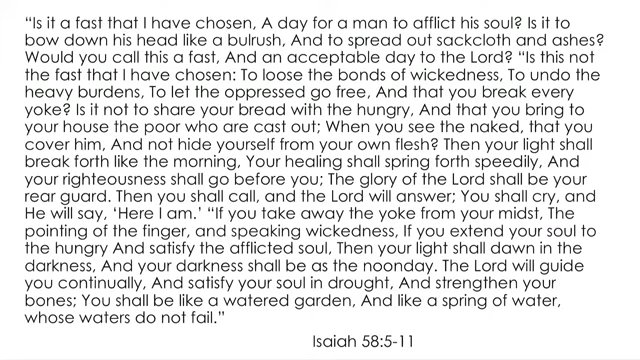 “Is it a fast that I have chosen, A day for a man to afflict his soul? Is it to
bow down his head like a bulrush, And to spread out sackcloth and ashes?
Would you call this a fast, And an acceptable day to the Lord? “Is this not
the fast that I have chosen: To loose the bonds of wickedness, To undo the
heavy burdens, To let the oppressed go free, And that you break every
yoke? Is it not to share your bread with the hungry, And that you bring to
your house the poor who are cast out; When you see the naked, that you
cover him, And not hide yourself from your own flesh? Then your light shall
break forth like the morning, Your healing shall spring forth speedily, And
your righteousness shall go before you; The glory of the Lord shall be your
rear guard. Then you shall call, and the Lord will answer; You shall cry, and
He will say, ‘Here I am.’ “If you take away the yoke from your midst, The
pointing of the finger, and speaking wickedness, If you extend your soul to
the hungry And satisfy the afflicted soul, Then your light shall dawn in the
darkness, And your darkness shall be as the noonday. The Lord will guide
you continually, And satisfy your soul in drought, And strengthen your
bones; You shall be like a watered garden, And like a spring of water,
whose waters do not fail.”
Isaiah 58:5-11